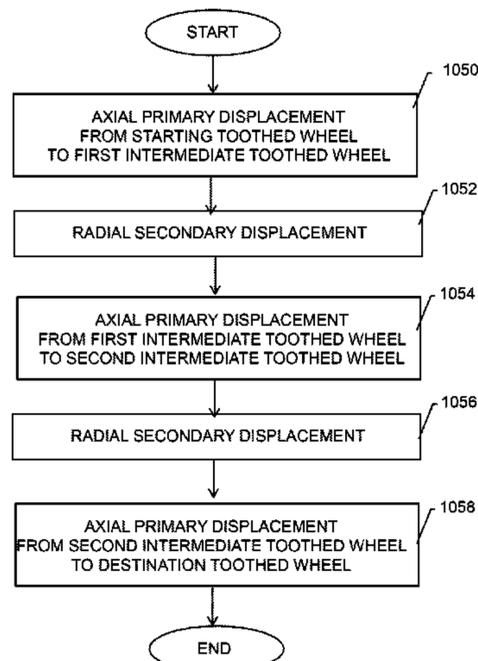 START
1050
AXIAL PRIMARY DISPLACEMENT
FROM STARTING TOOTHED WHEEL
TO FIRST INTERMEDIATE TOOTHED WHEEL
1052
RADIAL SECONDARY DISPLACEMENT
1054
AXIAL PRIMARY DISPLACEMENT
FROM FIRST INTERMEDIATE TOOTHED WHEEL
TO SECOND INTERMEDIATE TOOTHED WHEEL
1056
RADIAL SECONDARY DISPLACEMENT
1058
AXIAL PRIMARY DISPLACEMENT
FROM SECOND INTERMEDIATE TOOTHED WHEEL
TO DESTINATION TOOTHED WHEEL
END